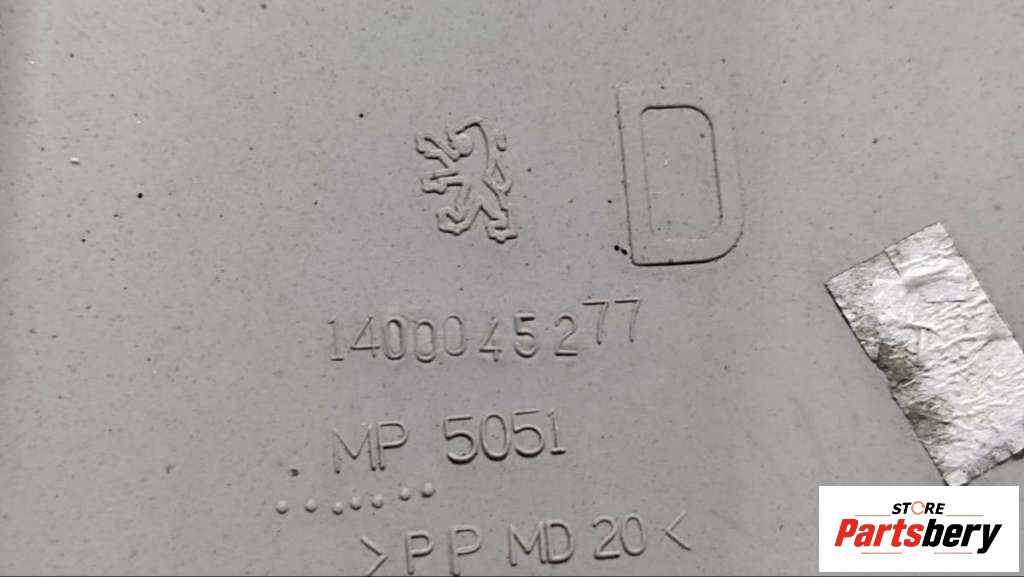 D
1400045277
MP 5051
>PP MD 20<
STORE
Partsbery